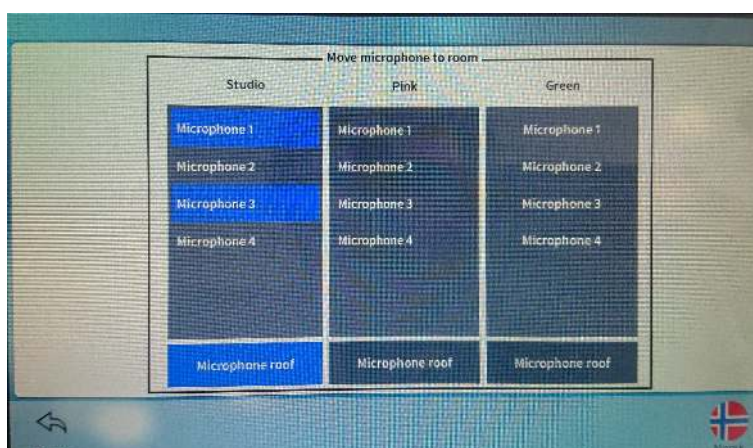 Move microphone to room
Studio Pink Green
Microphone 1 Microphone 1 Microphone 1
Microphone 2 Microphone 2 Microphone 2
Microphone 3 Microphone 3 Microphone 3
Microphone 4 Microphone 4 Microphone 4
Microphone roof Microphone roof Microphone roof